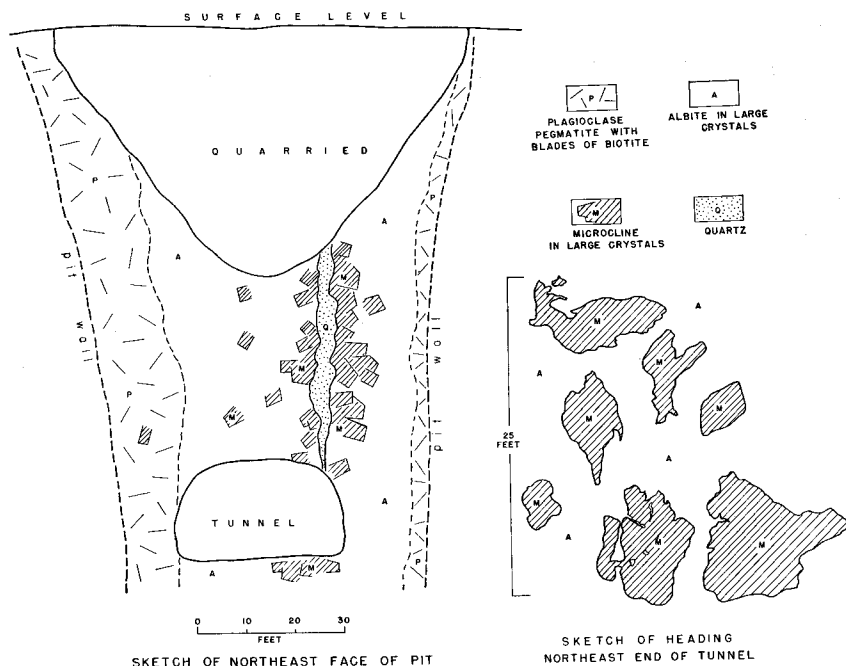 SURFACE LEVEL
QUARRIED
P
A
A
P
pit wall
pit wall
M
Q
M
M
M
P
A
TUNNEL
A
M
P
0 10 20 30
FEET
SKETCH OF NORTHEAST FACE OF PIT
P
PLAGIOCLASE
PEGMATITE WITH
BLADES OF BIOTITE
A
ALBITE IN LARGE
CRYSTALS
M
MICROCLINE
IN LARGE CRYSTALS
Q
QUARTZ
25
FEET
M
A
A
M
M
M
A
M
A
M
M
SKETCH OF HEADING
NORTHEAST END OF TUNNEL